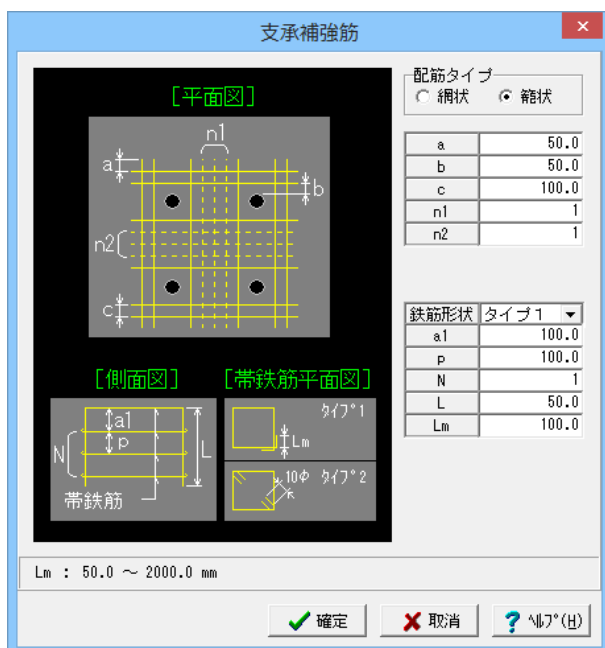 支承補強筋
×
[平面図]
n1
a
b
n2
c
[側面図]
[帯鉄筋平面図]
a1
p
N
L
帯鉄筋
ﾀｲﾌﾟ1
Lm
10φ ﾀｲﾌﾟ2
配筋タイプ
網状 籠状
a 50.0
b 50.0
c 100.0
n1 1
n2 1
鉄筋形状 タイプ1
a1 100.0
p 100.0
N 1
L 50.0
Lm 100.0
Lm : 50.0 ～ 2000.0 mm
確定 取消 ﾍﾙﾌﾟ(H)